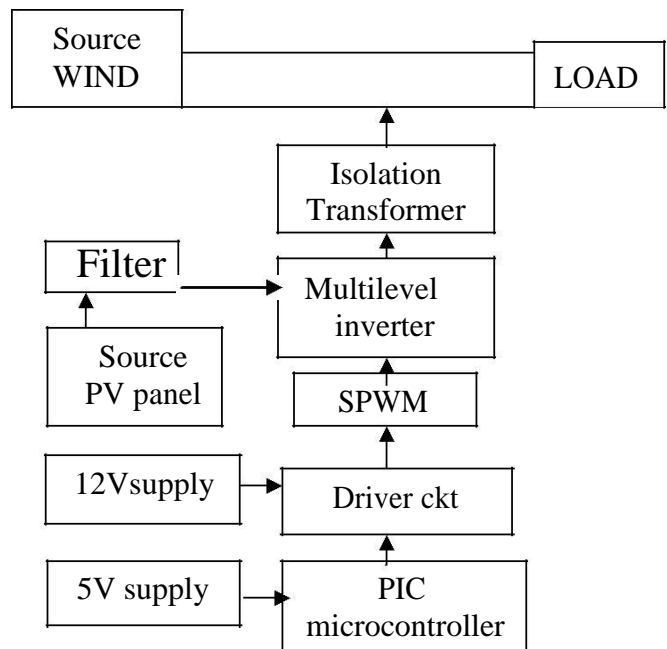 Source
WIND
LOAD
Isolation
Transformer
Filter
Multilevel
inverter
Source
PV panel
SPWM
12Vsupply
Driver ckt
5V supply
PIC
microcontroller